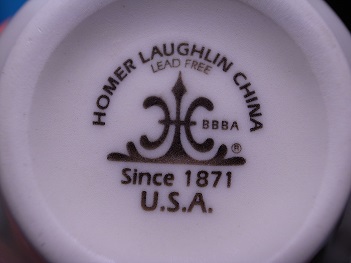 HOMER LAUGHLIN CHINA
LEAD FREE
BBBA
®
Since 1871
U.S.A.